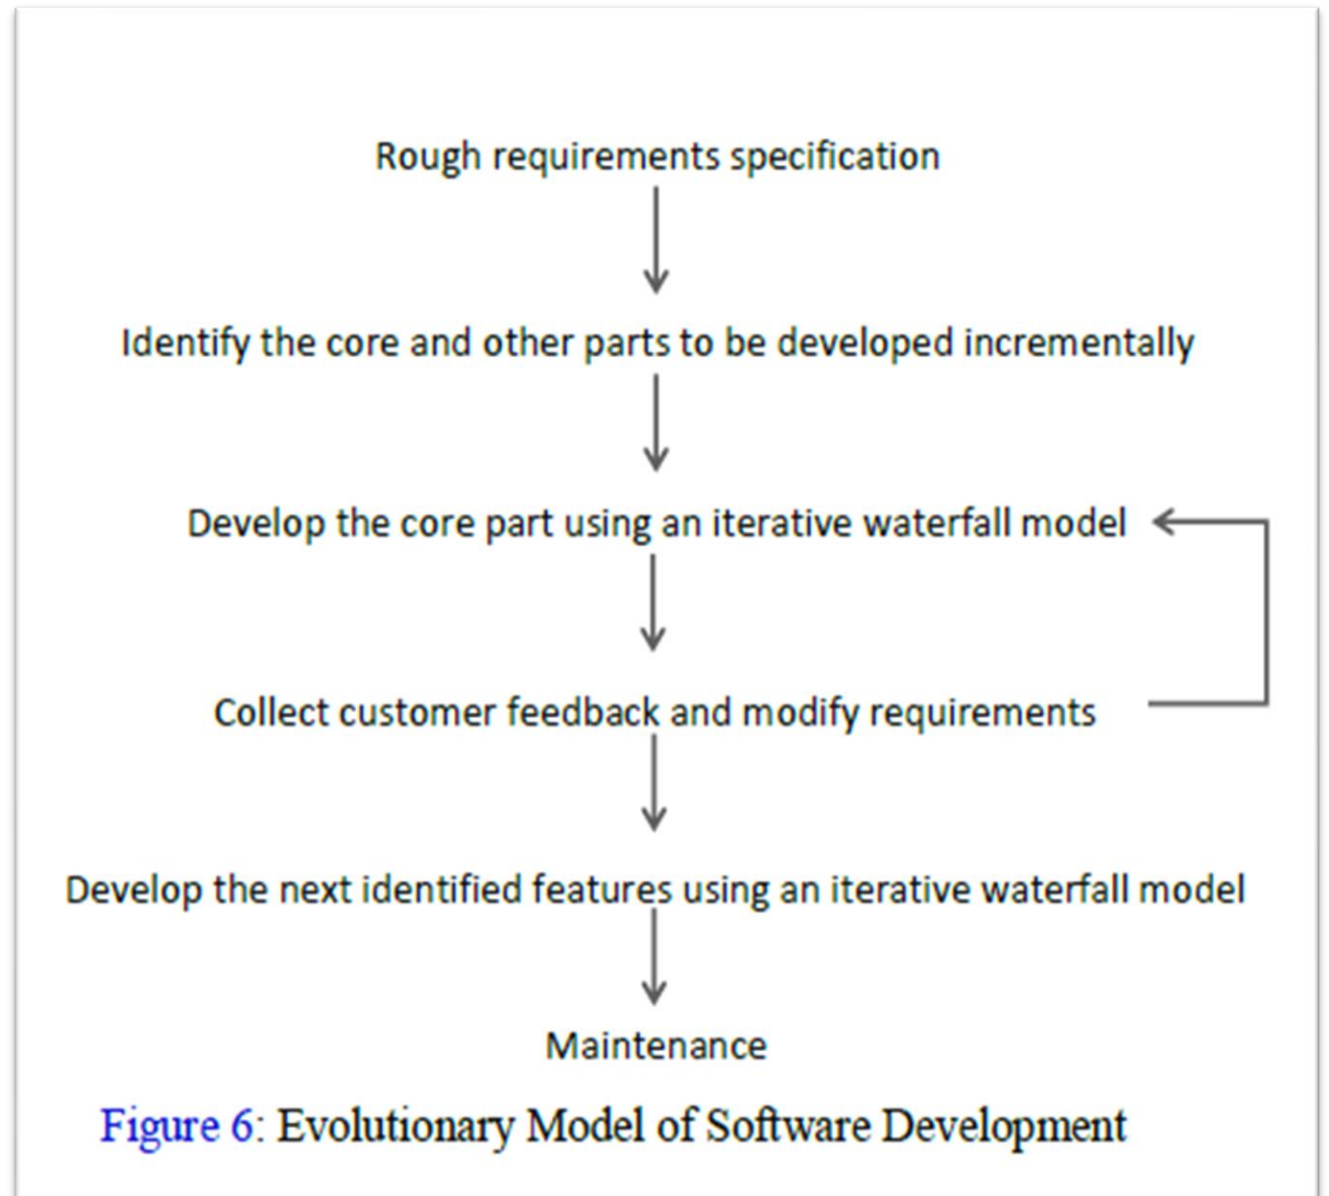 Rough requirements specification
Identify the core and other parts to be developed incrementally
Develop the core part using an iterative waterfall model
Collect customer feedback and modify requirements
Develop the next identified features using an iterative waterfall model
Maintenance
Figure 6: Evolutionary Model of Software Development